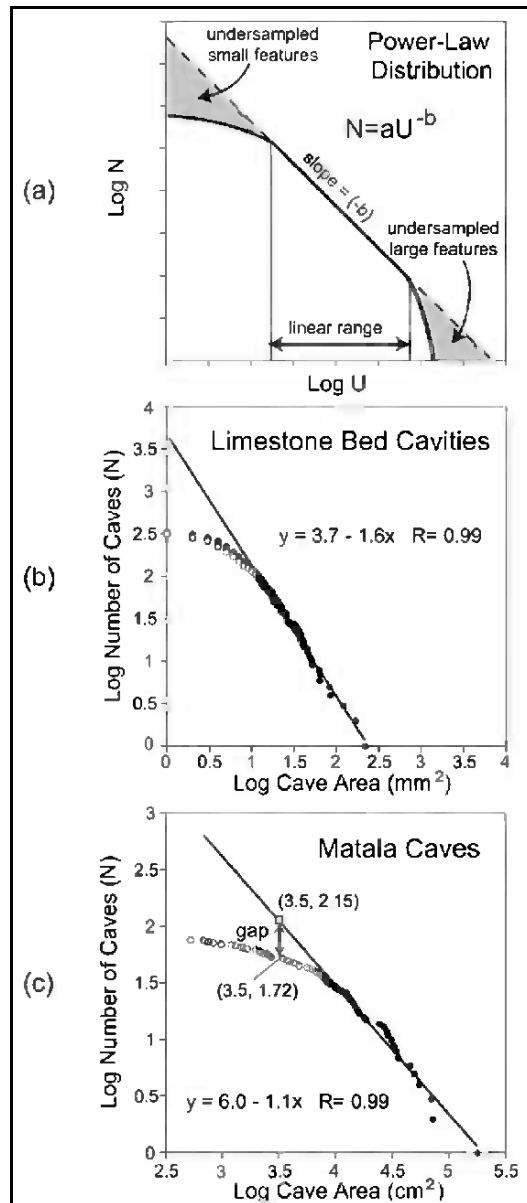 (a)
undersampled
small features
Power-Law
Distribution
N=aU^-b
slope = (-b)
undersampled
large features
linear range
Log N
Log U
(b)
Limestone Bed Cavities
y = 3.7 - 1.6x R= 0.99
Log Number of Caves (N)
4
3.5
3
2.5
2
1.5
1
0.5
0
0 0.5 1 1.5 2 2.5 3 3.5 4
Log Cave Area (mm²)
(c)
Matala Caves
(3.5, 2 15)
gap
(3.5, 1.72)
y = 6.0 - 1.1x R= 0.99
Log Number of Caves (N)
3
2.5
2
1.5
1
0.5
0
2.5 3 3.5 4 4.5 5 5.5
Log Cave Area (cm²)